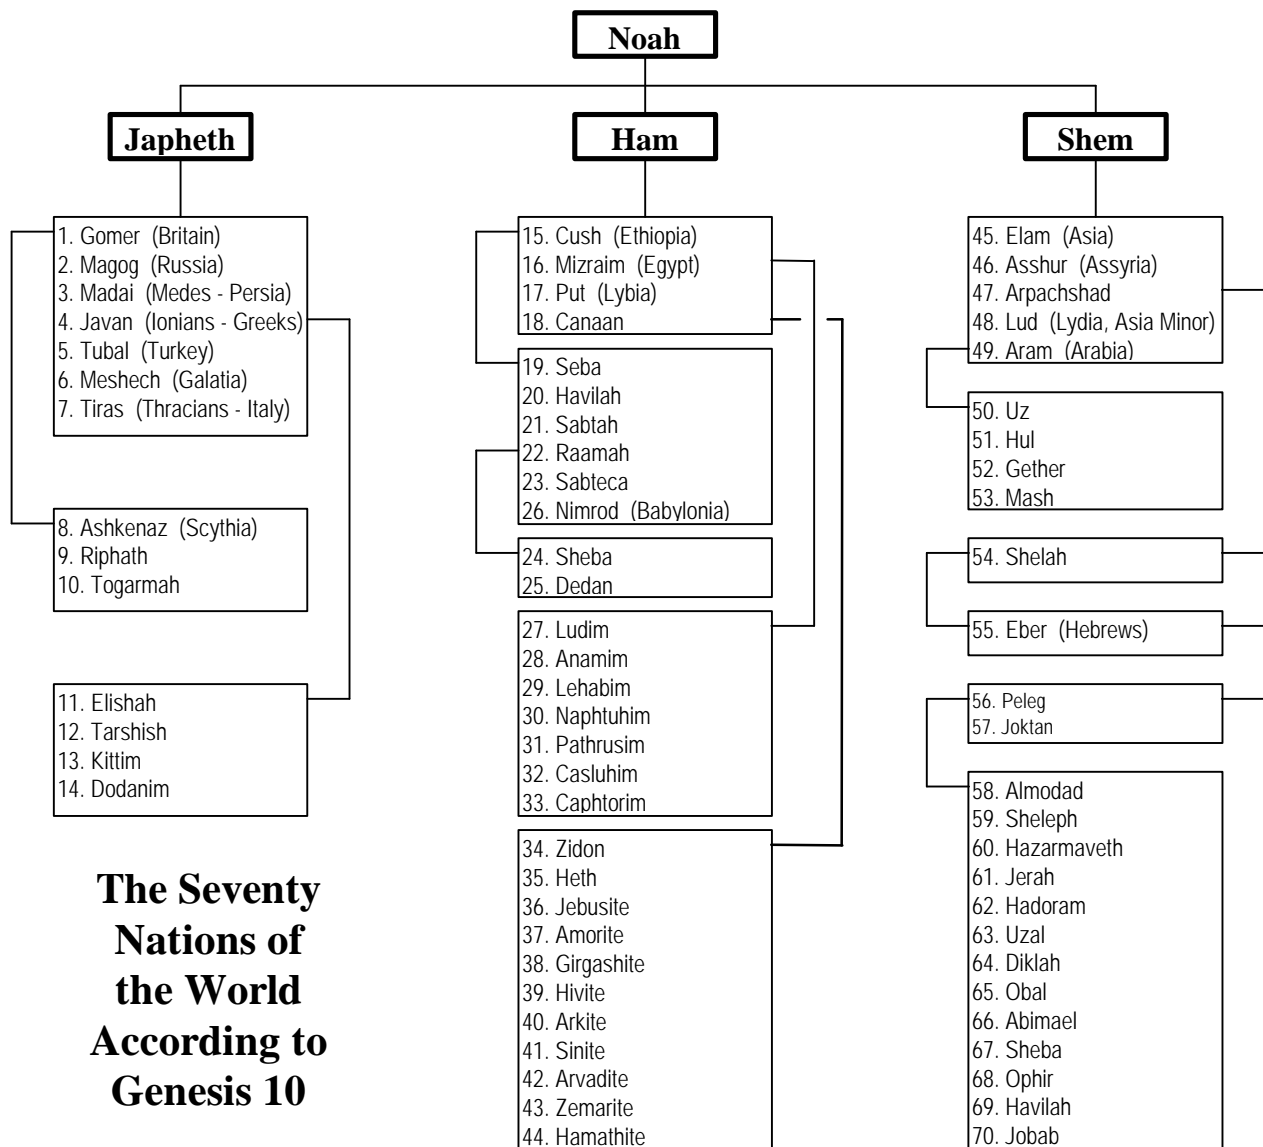 Noah
Japheth
Ham
Shem
1. Gomer (Britain)
2. Magog (Russia)
3. Madai (Medes - Persia)
4. Javan (Ionians - Greeks)
5. Tubal (Turkey)
6. Meshech (Galatia)
7. Tiras (Thracians - Italy)
8. Ashkenaz (Scythia)
9. Riphath
10. Togarmah
11. Elishah
12. Tarshish
13. Kittim
14. Dodanim
The Seventy
Nations of
the World
According to
Genesis 10
15. Cush (Ethiopia)
16. Mizraim (Egypt)
17. Put (Lybia)
18. Canaan
19. Seba
20. Havilah
21. Sabtah
22. Raamah
23. Sabteca
26. Nimrod (Babylonia)
24. Sheba
25. Dedan
27. Ludim
28. Anamim
29. Lehabim
30. Naphtuhim
31. Pathrusim
32. Casluhim
33. Caphtorim
34. Zidon
35. Heth
36. Jebusite
37. Amorite
38. Girgashite
39. Hivite
40. Arkite
41. Sinite
42. Arvadite
43. Zemarite
44. Hamathite
45. Elam (Asia)
46. Asshur (Assyria)
47. Arpachshad
48. Lud (Lydia, Asia Minor)
49. Aram (Arabia)
50. Uz
51. Hul
52. Gether
53. Mash
54. Shelah
55. Eber (Hebrews)
56. Peleg
57. Joktan
58. Almodad
59. Sheleph
60. Hazarmaveth
61. Jerah
62. Hadoram
63. Uzal
64. Diklah
65. Obal
66. Abimael
67. Sheba
68. Ophir
69. Havilah
70. Jobab